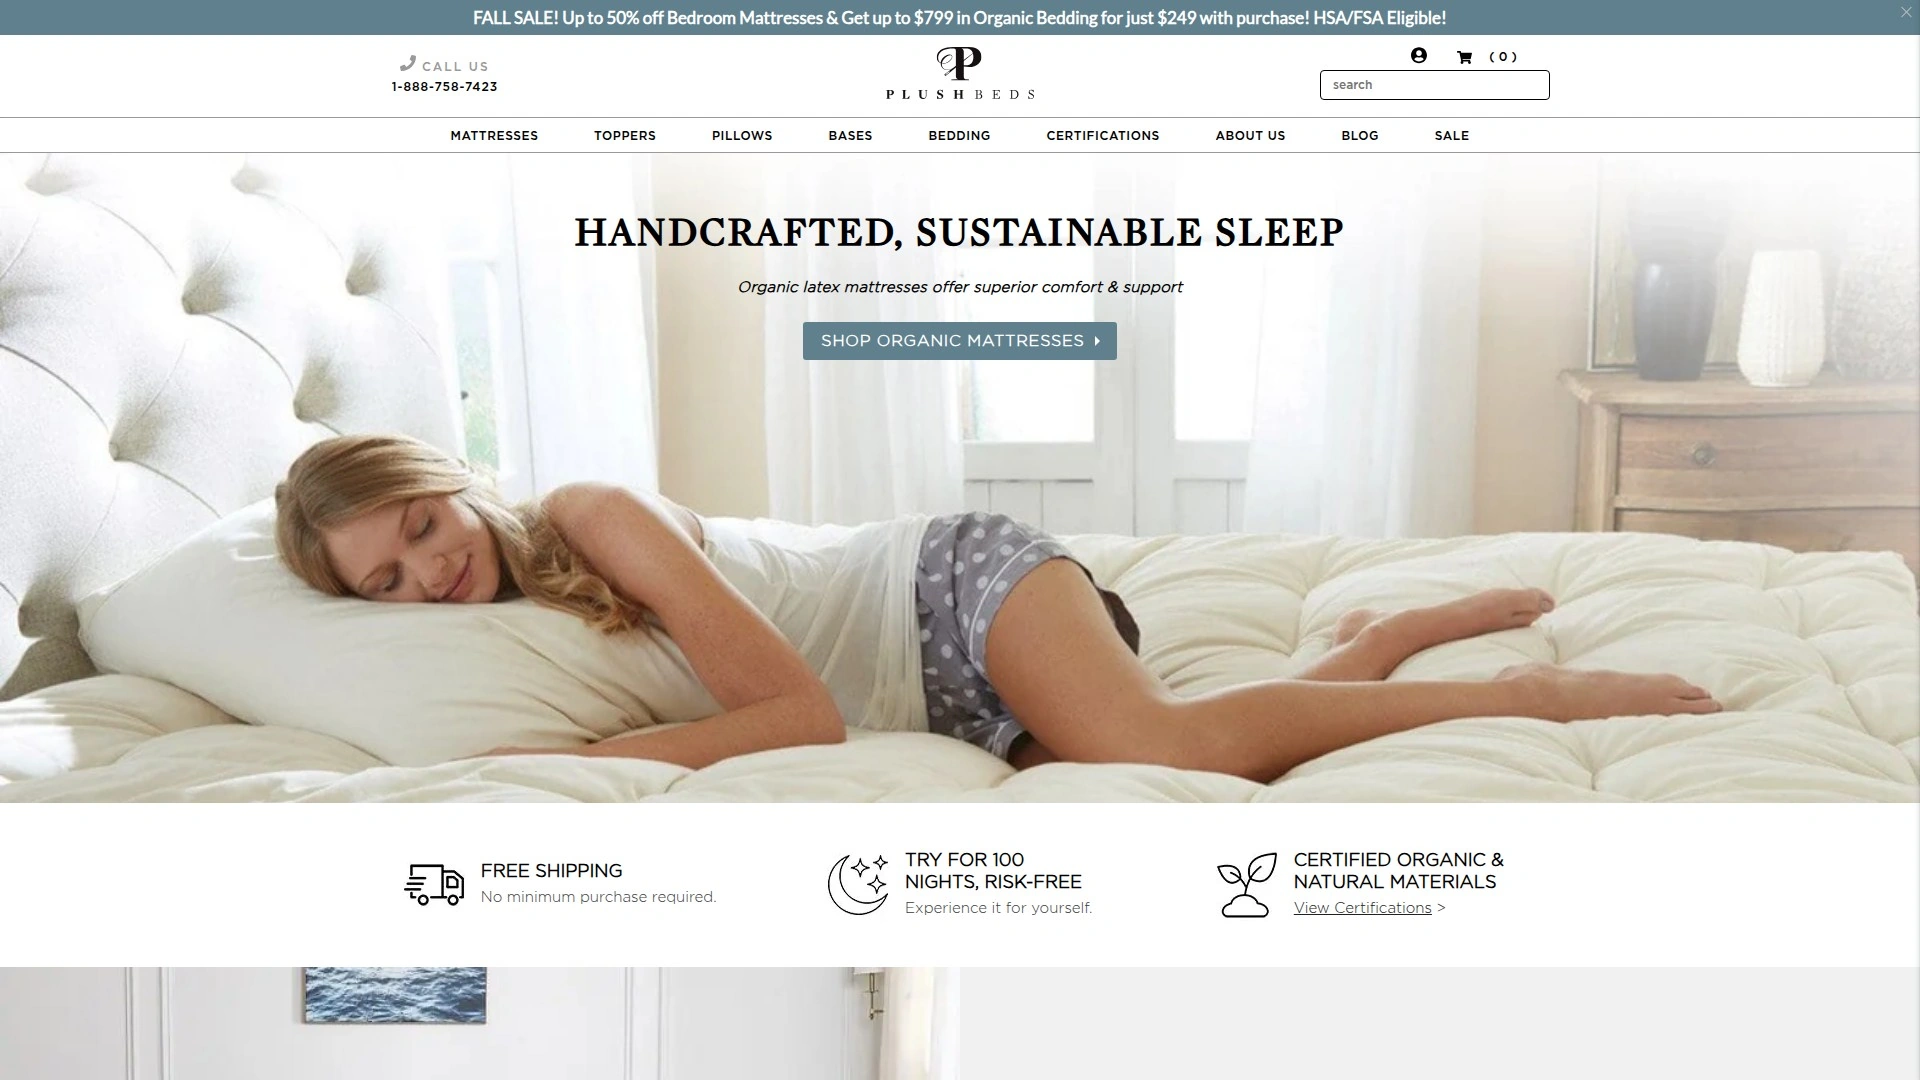 FALL SALE! Up to 50% off Bedroom Mattresses & Get up to $799 in Organic Bedding for just $249 with purchase! HSA/FSA Eligible!
CALL US
1-888-758-7423
P
PLUSHBEDS
( 0 )
search
MATTRESSES TOPPERS PILLOWS BASES BEDDING CERTIFICATIONS ABOUT US BLOG SALE
HANDCRAFTED, SUSTAINABLE SLEEP
Organic latex mattresses offer superior comfort & support
SHOP ORGANIC MATTRESSES
FREE SHIPPING
No minimum purchase required.
TRY FOR 100
NIGHTS, RISK-FREE
Experience it for yourself.
CERTIFIED ORGANIC &
NATURAL MATERIALS
View Certifications >